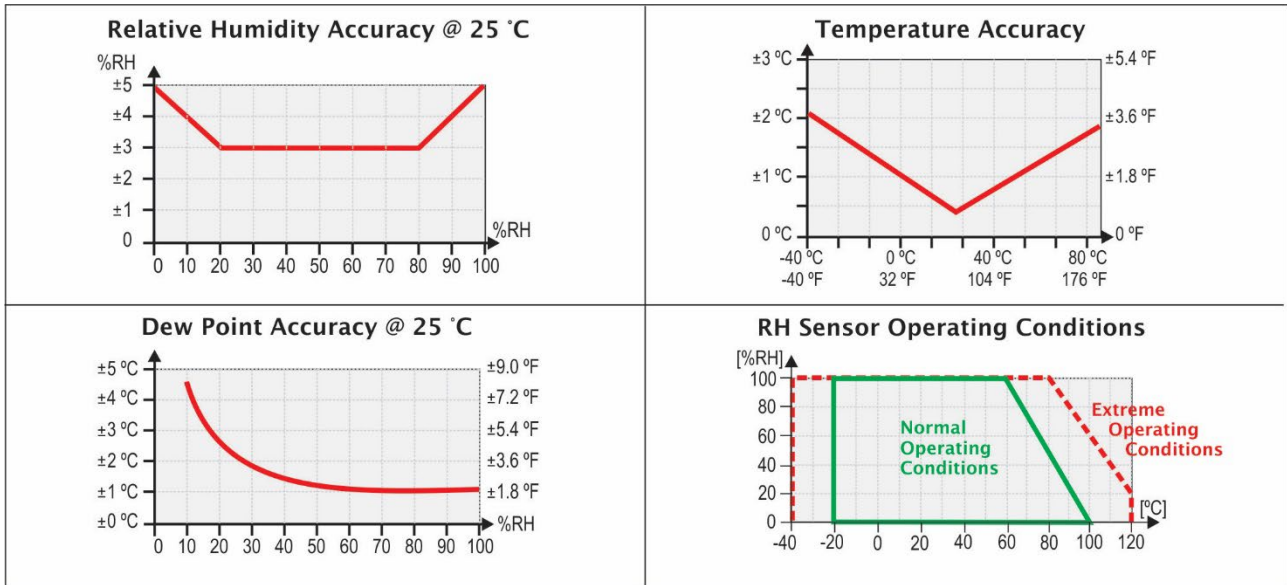 Relative Humidity Accuracy @ 25 ˚C
%RH
±5
±4
±3
±2
±1
0
%RH
0 10 20 30 40 50 60 70 80 90 100
Temperature Accuracy
±3 ºC
±5.4 ºF
±2 ºC
±3.6 ºF
±1 ºC
±1.8 ºF
0 ºC
0 ºF
-40 ºC 0 ºC 40 ºC 80 ºC
-40 ºF 32 ºF 104 ºF 176 ºF
Dew Point Accuracy @ 25 ˚C
±5 ºC
±9.0 ºF
±4 ºC
±7.2 ºF
±3 ºC
±5.4 ºF
±2 ºC
±3.6 ºF
±1 ºC
±1.8 ºF
±0 ºC
%RH
0 10 20 30 40 50 60 70 80 90 100
RH Sensor Operating Conditions
[%RH]
100
80
60
40
20
0
Normal
Operating
Conditions
Extreme
Operating
Conditions
[ºC]
-40 -20 0 20 40 60 80 100 120